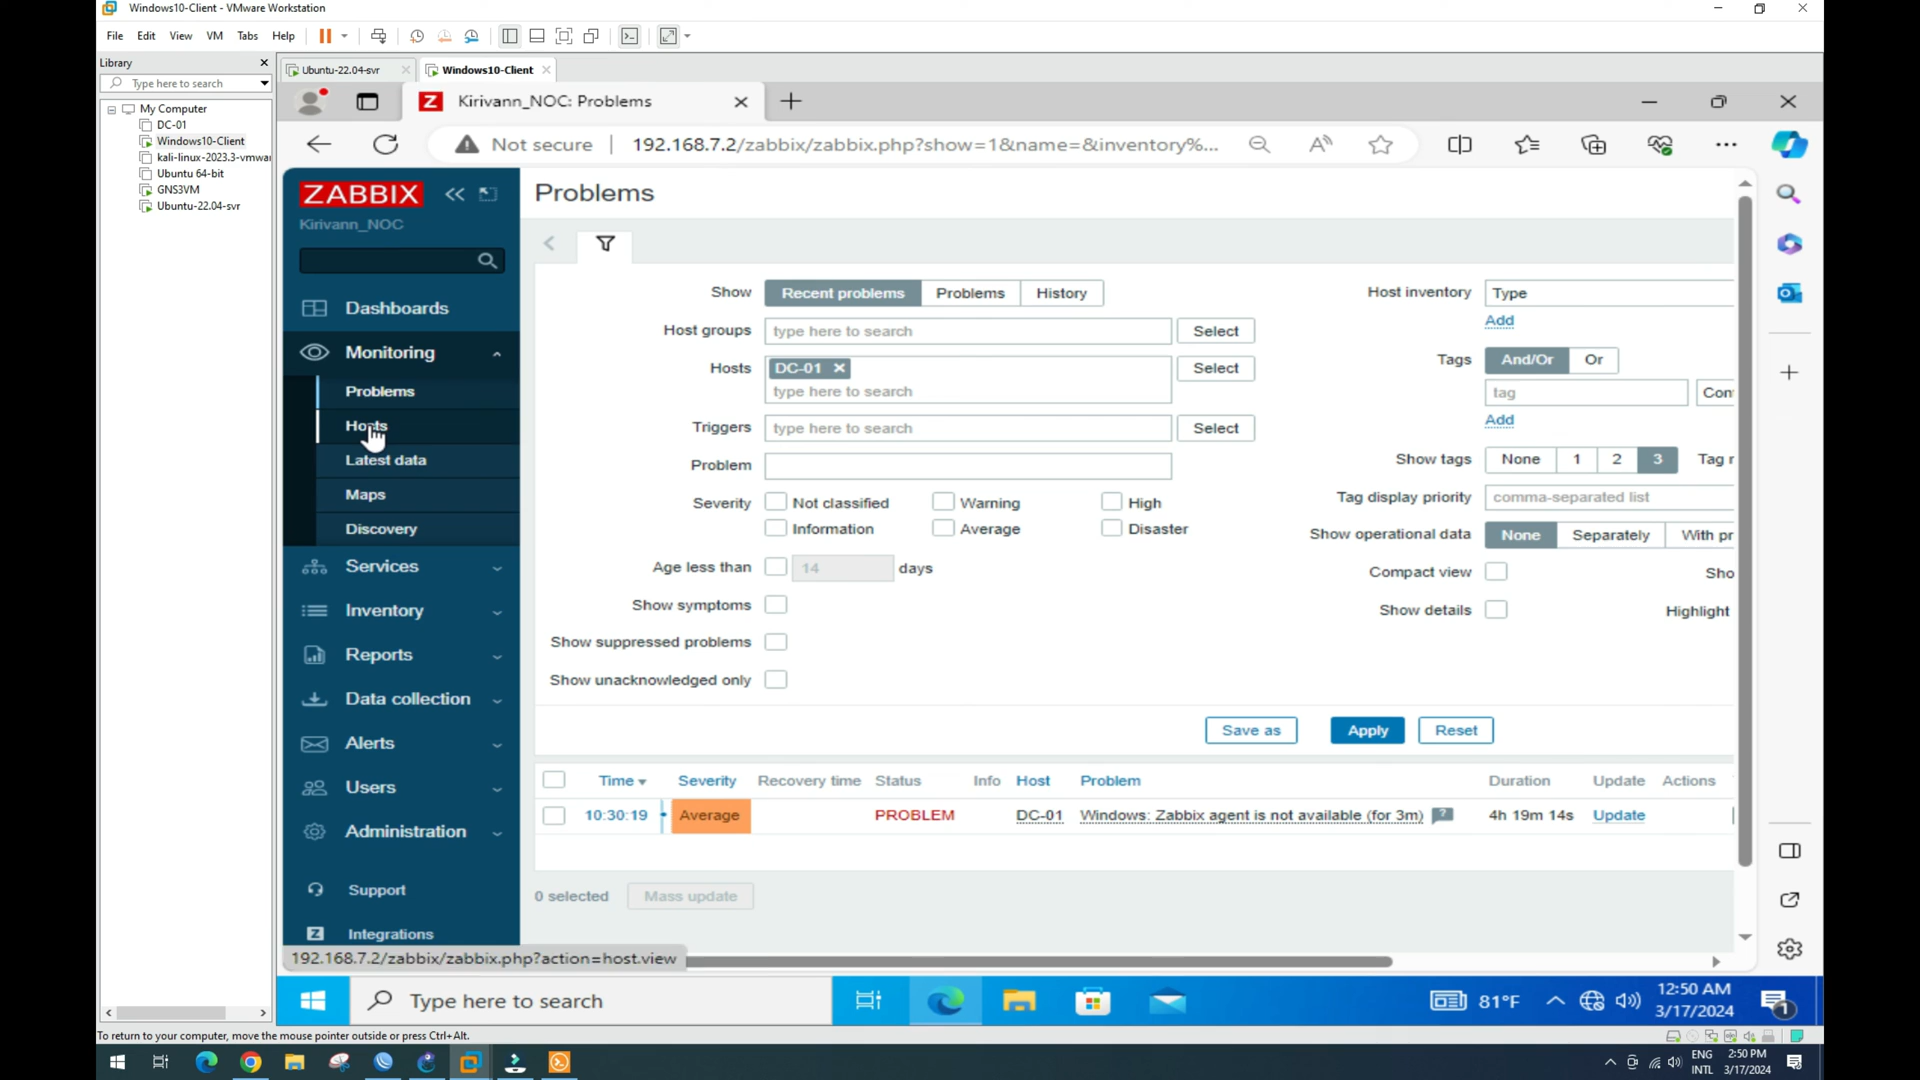 Windows10-Client - VMware Workstation
File Edit View VM Tabs Help
Library
Type here to search
My Computer
DC-01
Windows10-Client
kali-linux-2023.3-vmwar
Ubuntu 64-bit
GNS3VM
Ubuntu-22.04-svr
Ubuntu-22.04-svr
Windows10-Client
Kirivann_NOC: Problems
Not secure
192.168.7.2/zabbix/zabbix.php?show=1&name=&inventory%...
ZABBIX
Kirivann_NOC
Dashboards
Monitoring
Problems
Hosts
Latest data
Maps
Discovery
Services
Inventory
Reports
Data collection
Alerts
Users
Administration
Support
Integrations
192.168.7.2/zabbix/zabbix.php?action=host.view
Problems
Show Recent problems Problems History
Host groups type here to search Select
Hosts DC-01 Select
type here to search
Triggers type here to search Select
Problem
Severity Not classified Warning High
Information Average Disaster
Age less than 14 days
Show symptoms
Show suppressed problems
Show unacknowledged only
Host inventory Type
Add
Tags And/Or Or
tag Con
Add
Show tags None 1 2 3 Tag r
Tag display priority comma-separated list
Show operational data None Separately With pr
Compact view Sho
Show details Highlight
Save as Apply Reset
Time Severity Recovery time Status Info Host Problem Duration Update Actions
10:30:19 Average PROBLEM DC-01 Windows: Zabbix agent is not available (for 3m) ? 4h 19m 14s Update
0 selected Mass update
Type here to search
81°F
12:50 AM
3/17/2024
1
To return to your computer, move the mouse pointer outside or press Ctrl+Alt.
ENG
INTL
2:50 PM
3/17/2024